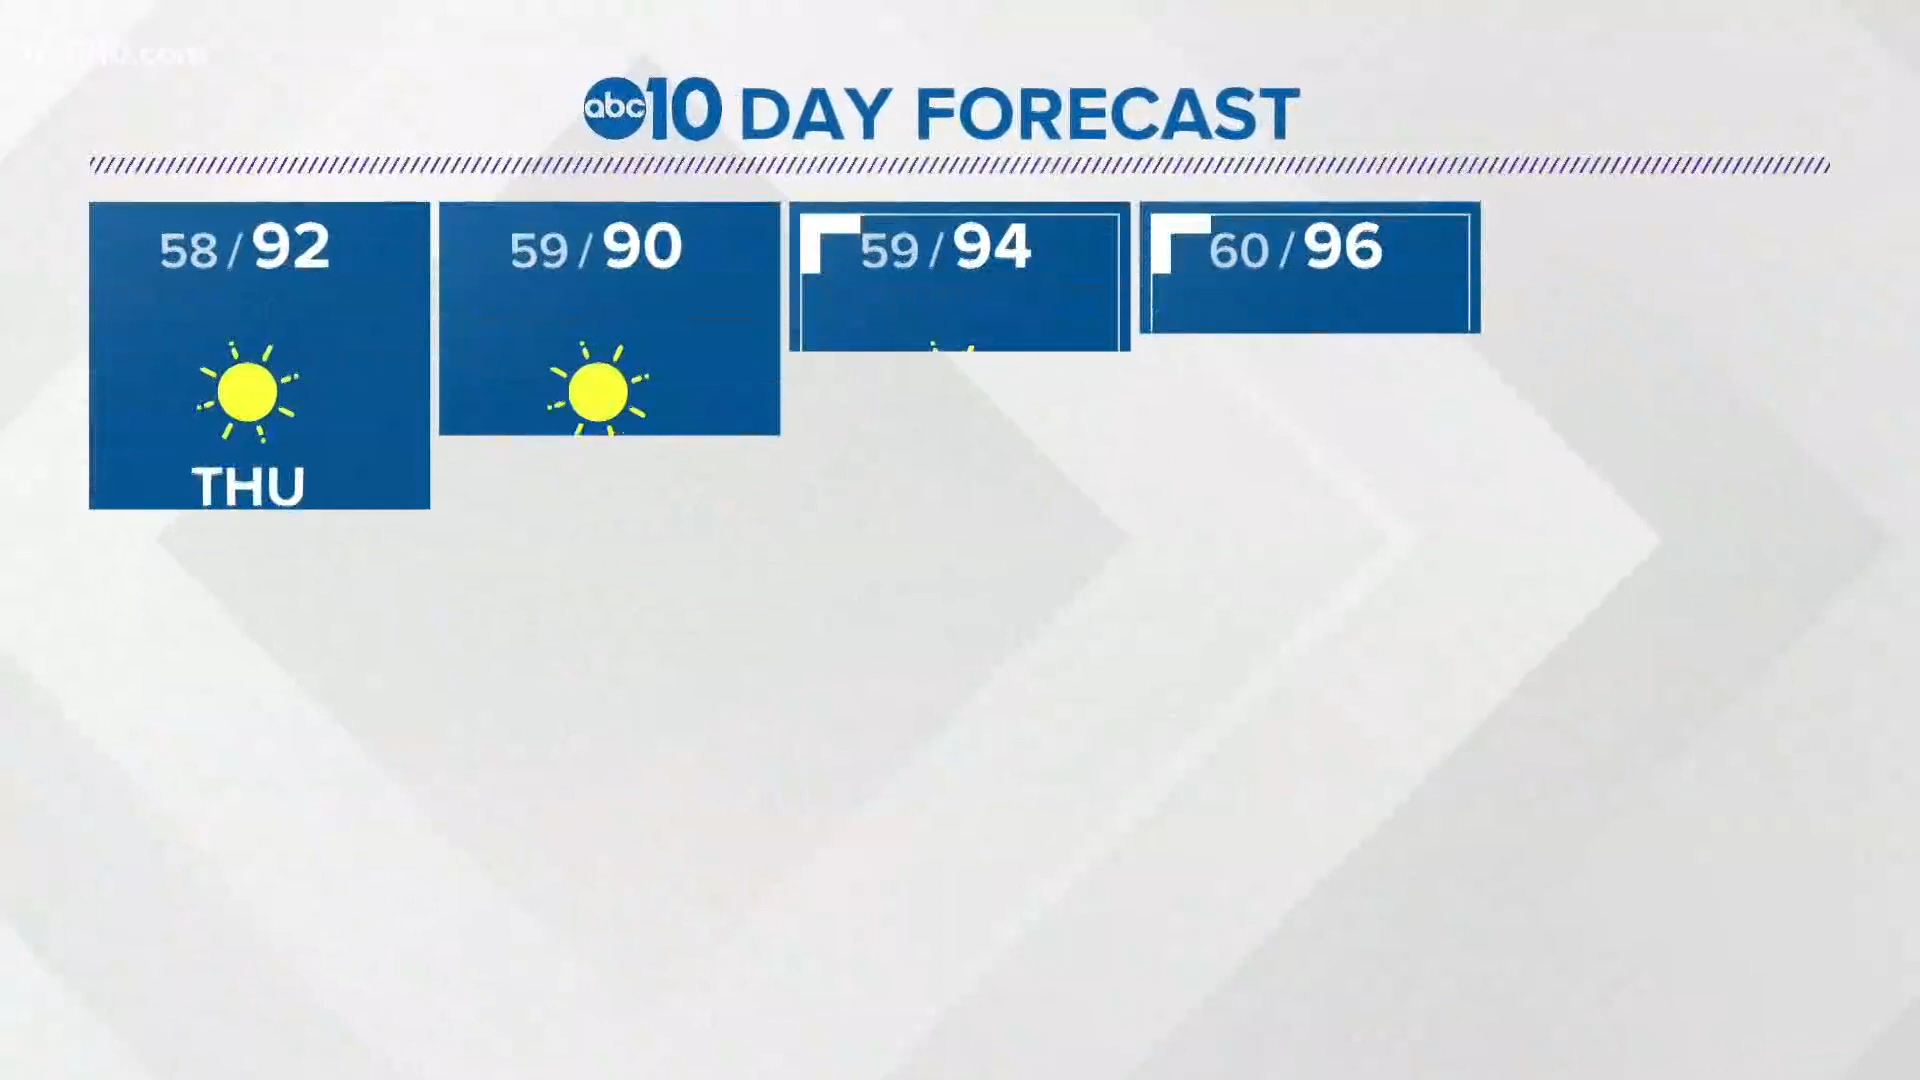 abc10 DAY FORECAST
58 / 92
59 / 90
59 / 94
60 / 96
THU